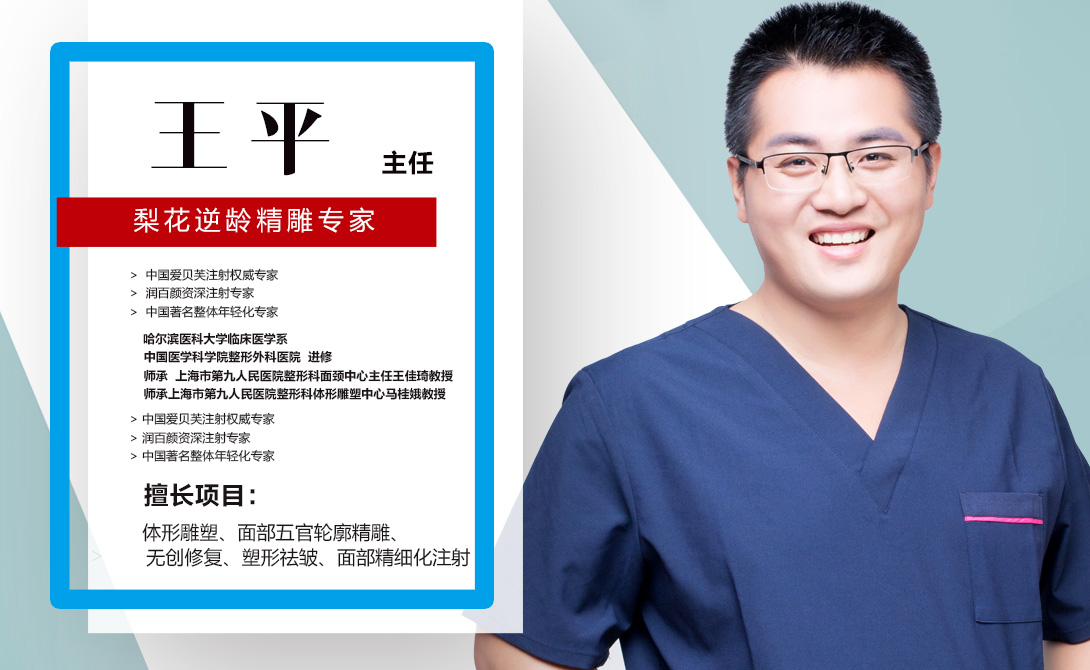 王平 主任
梨花逆龄精雕专家
> 中国爱贝芙注射权威专家
> 润百颜资深注射专家
> 中国著名整体年轻化专家
哈尔滨医科大学临床医学系
中国医学科学院整形外科医院 进修
师承 上海市第九人民医院整形科面颈中心主任王佳琦教授
师承上海市第九人民医院整形科体形雕塑中心马桂娥教授
> 中国爱贝芙注射权威专家
> 润百颜资深注射专家
> 中国著名整体年轻化专家
擅长项目：
体形雕塑、面部五官轮廓精雕、
> 无创修复、塑形祛皱、面部精细化注射